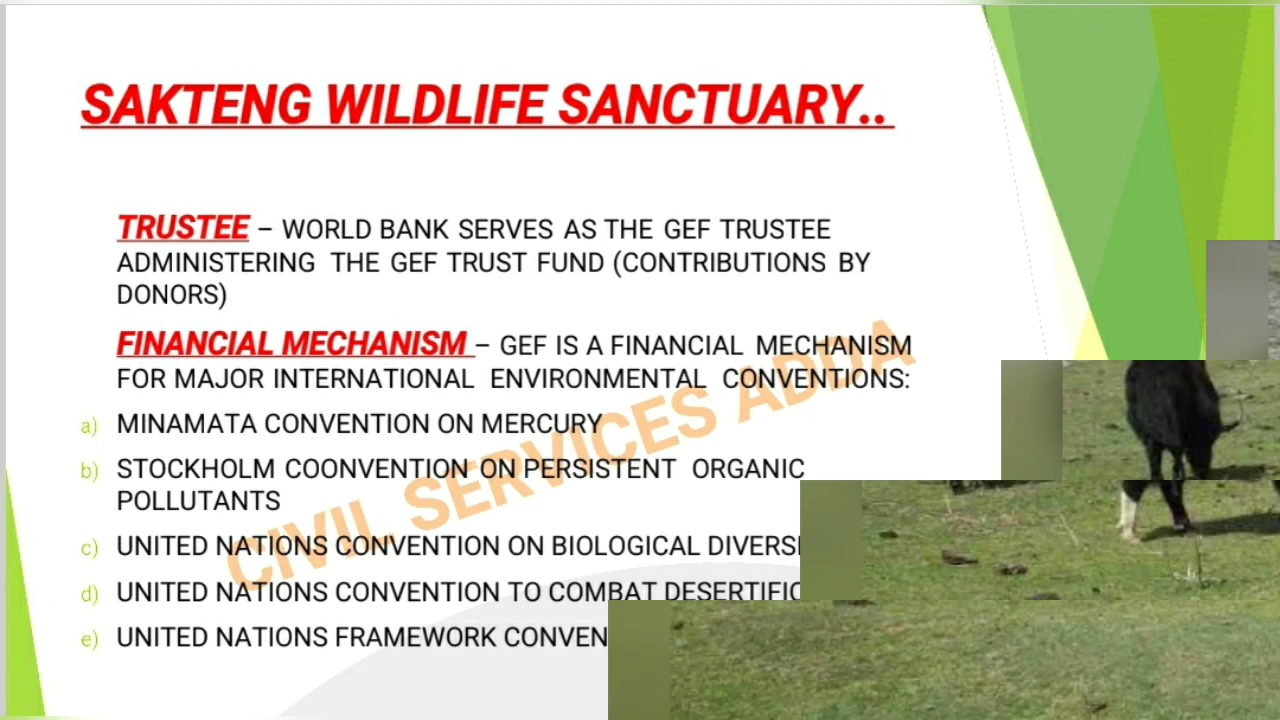 SAKTENG WILDLIFE SANCTUARY..
TRUSTEE – WORLD BANK SERVES AS THE GEF TRUSTEE
ADMINISTERING THE GEF TRUST FUND (CONTRIBUTIONS BY
DONORS)
FINANCIAL MECHANISM – GEF IS A FINANCIAL MECHANISM
FOR MAJOR INTERNATIONAL ENVIRONMENTAL CONVENTIONS:
a) MINAMATA CONVENTION ON MERCURY
b) STOCKHOLM COONVENTION ON PERSISTENT ORGANIC
POLLUTANTS
c) UNITED NATIONS CONVENTION ON BIOLOGICAL
d) UNITED NATIONS CONVENTION TO COMBAT
e) UNITED NATIONS FRAMEWORK
CIVIL SERVICES ADDA